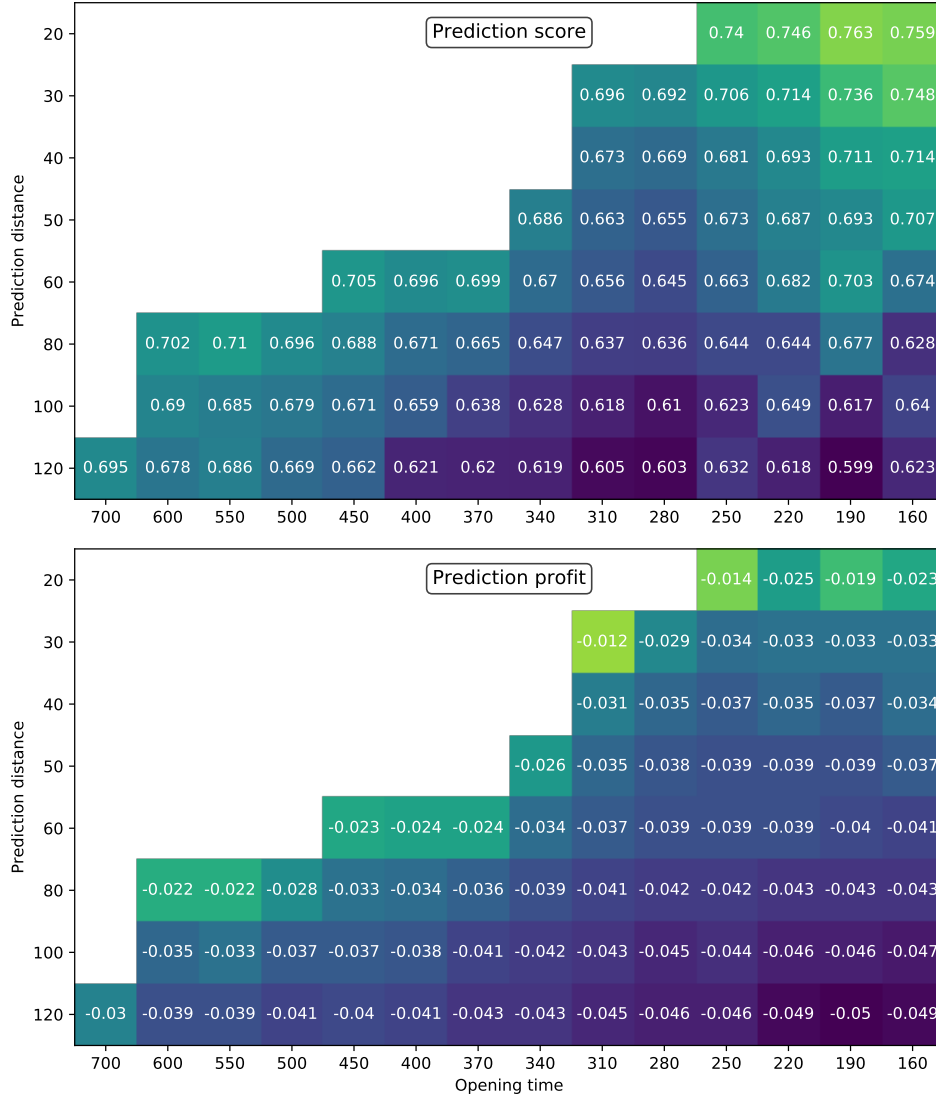 Prediction score
Prediction distance
20 0.74 0.746 0.763 0.759
30 0.696 0.692 0.706 0.714 0.736 0.748
40 0.673 0.669 0.681 0.693 0.711 0.714
50 0.686 0.663 0.655 0.673 0.687 0.693 0.707
60 0.705 0.696 0.699 0.67 0.656 0.645 0.663 0.682 0.703 0.674
80 0.702 0.71 0.696 0.688 0.671 0.665 0.647 0.637 0.636 0.644 0.644 0.677 0.628
100 0.69 0.685 0.679 0.671 0.659 0.638 0.628 0.618 0.61 0.623 0.649 0.617 0.64
120 0.695 0.678 0.686 0.669 0.662 0.621 0.62 0.619 0.605 0.603 0.632 0.618 0.599 0.623
700 600 550 500 450 400 370 340 310 280 250 220 190 160
Prediction profit
Prediction distance
20 -0.014 -0.025 -0.019 -0.023
30 -0.012 -0.029 -0.034 -0.033 -0.033 -0.033
40 -0.031 -0.035 -0.037 -0.035 -0.037 -0.034
50 -0.026 -0.035 -0.038 -0.039 -0.039 -0.039 -0.037
60 -0.023 -0.024 -0.024 -0.034 -0.037 -0.039 -0.039 -0.039 -0.04 -0.041
80 -0.022 -0.022 -0.028 -0.033 -0.034 -0.036 -0.039 -0.041 -0.042 -0.042 -0.043 -0.043 -0.043
100 -0.035 -0.033 -0.037 -0.037 -0.038 -0.041 -0.042 -0.043 -0.045 -0.044 -0.046 -0.046 -0.047
120 -0.03 -0.039 -0.039 -0.041 -0.04 -0.041 -0.043 -0.043 -0.045 -0.046 -0.046 -0.049 -0.05 -0.049
700 600 550 500 450 400 370 340 310 280 250 220 190 160
Opening time